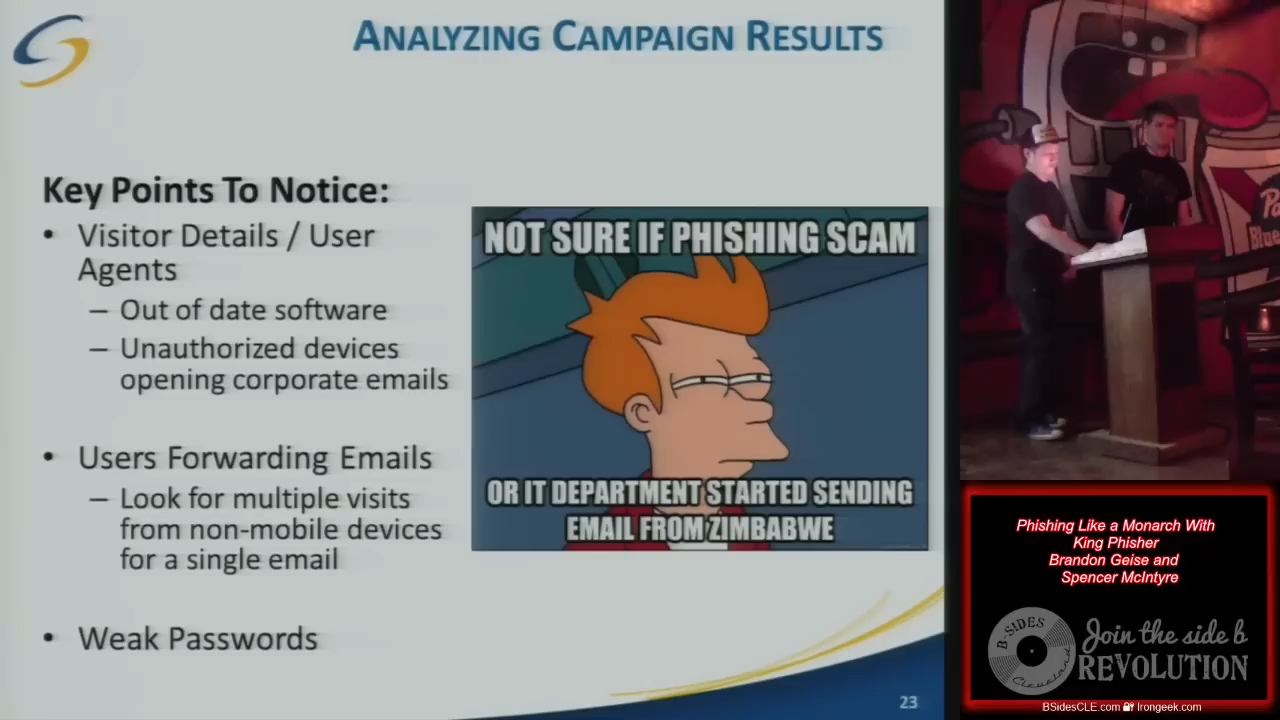 ANALYZING CAMPAIGN RESULTS
Key Points To Notice:
• Visitor Details / User
Agents
– Out of date software
– Unauthorized devices
opening corporate emails
• Users Forwarding Emails
– Look for multiple visits
from non-mobile devices
for a single email
• Weak Passwords
NOT SURE IF PHISHING SCAM
OR IT DEPARTMENT STARTED SENDING
EMAIL FROM ZIMBABWE
23
Blue
Phishing Like a Monarch With
King Phisher
Brandon Geise and
Spencer McIntyre
B-SIDES
Cleveland
Join the side b
REVOLUTION
BSidesCLE.com Irongeek.com